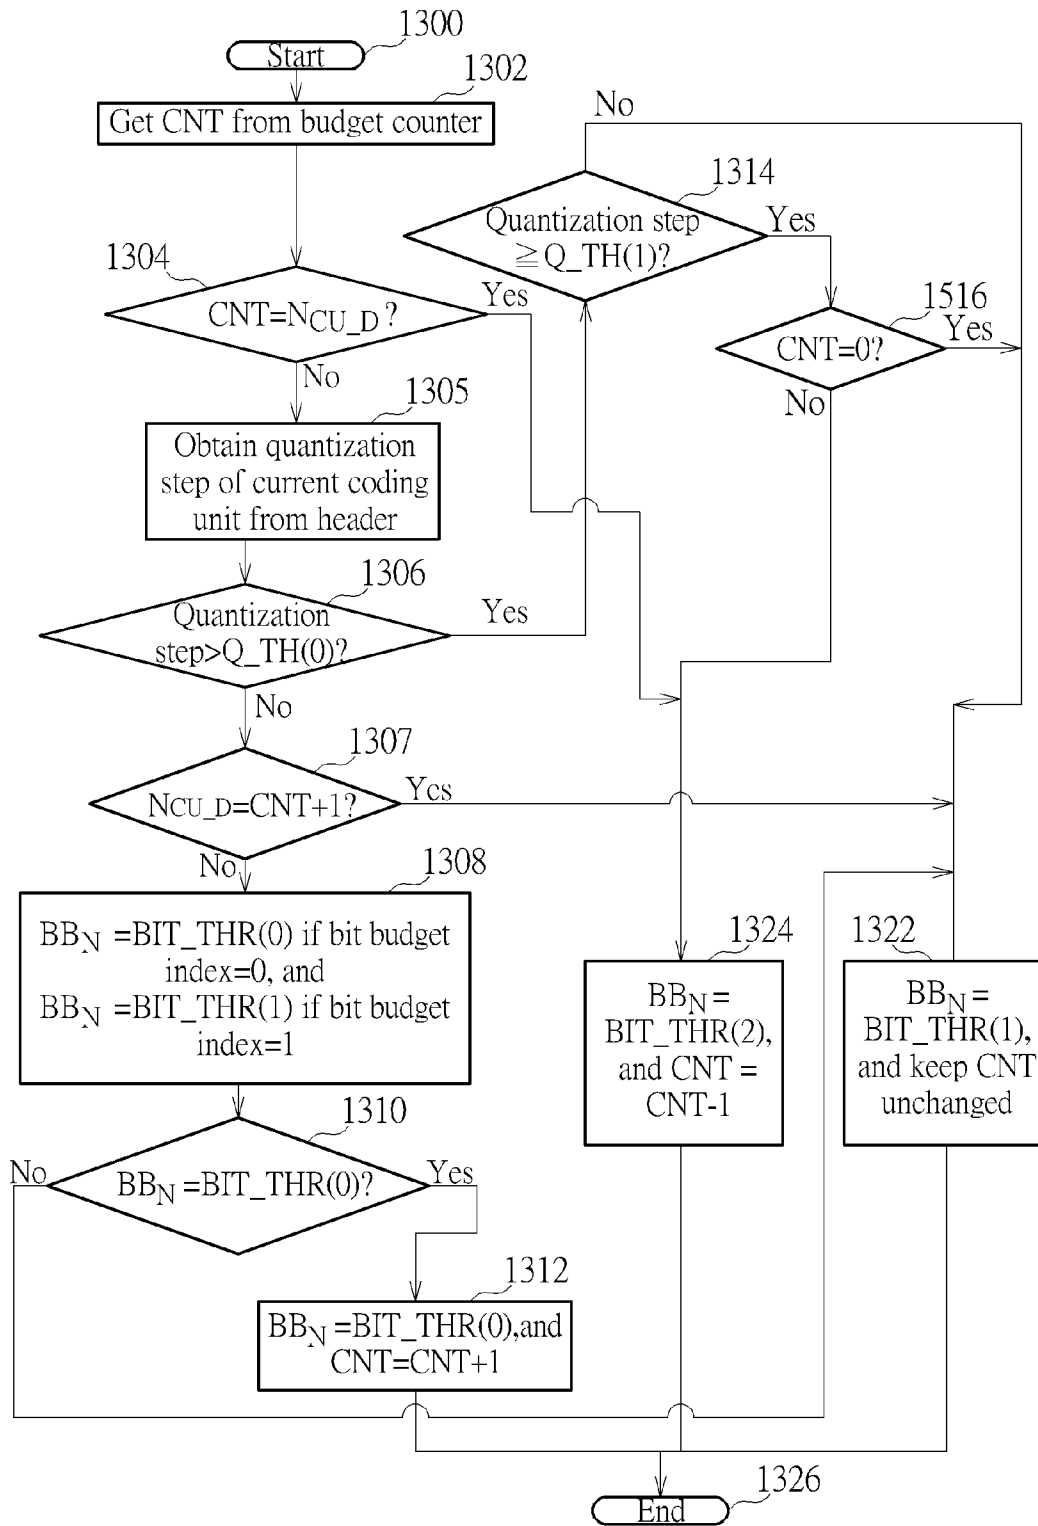 1300
Start
1302
Get CNT from budget counter
No
1314
Quantization step
≧Q_TH(1)?
Yes
1304
CNT=NCU_D?
Yes
No
1516
CNT=0?
Yes
No
1305
Obtain quantization
step of current coding
unit from header
1306
Quantization
step>Q_TH(0)?
Yes
No
1307
NCU_D=CNT+1?
Yes
No
1308
BBN =BIT_THR(0) if bit budget
index=0, and
BBN =BIT_THR(1) if bit budget
index=1
1324
BBN =
BIT_THR(2),
and CNT =
CNT-1
1322
BBN =
BIT_THR(1),
and keep CNT
unchanged
1310
No
BBN =BIT_THR(0)?
Yes
1312
BBN =BIT_THR(0),and
CNT=CNT+1
1326
End